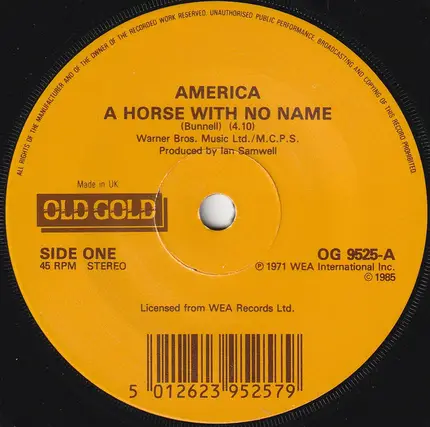 ALL RIGHTS OF THE MANUFACTURER AND OF THE OWNER OF THE RECORDED WORK RESERVED. UNAUTHORISED PUBLIC PERFORMANCE, BROADCASTING AND COPYING OF THIS RECORD PROHIBITED.
AMERICA
A HORSE WITH NO NAME
(Bunnell) (4.10)
Warner Bros. Music Ltd./M.C.P.S.
Produced by Ian Samwell
Made in UK
OLD GOLD
SIDE ONE
45 RPM STEREO
OG 9525-A
℗ 1971 WEA International Inc.
© 1985
Licensed from WEA Records Ltd.
5 012623 952579